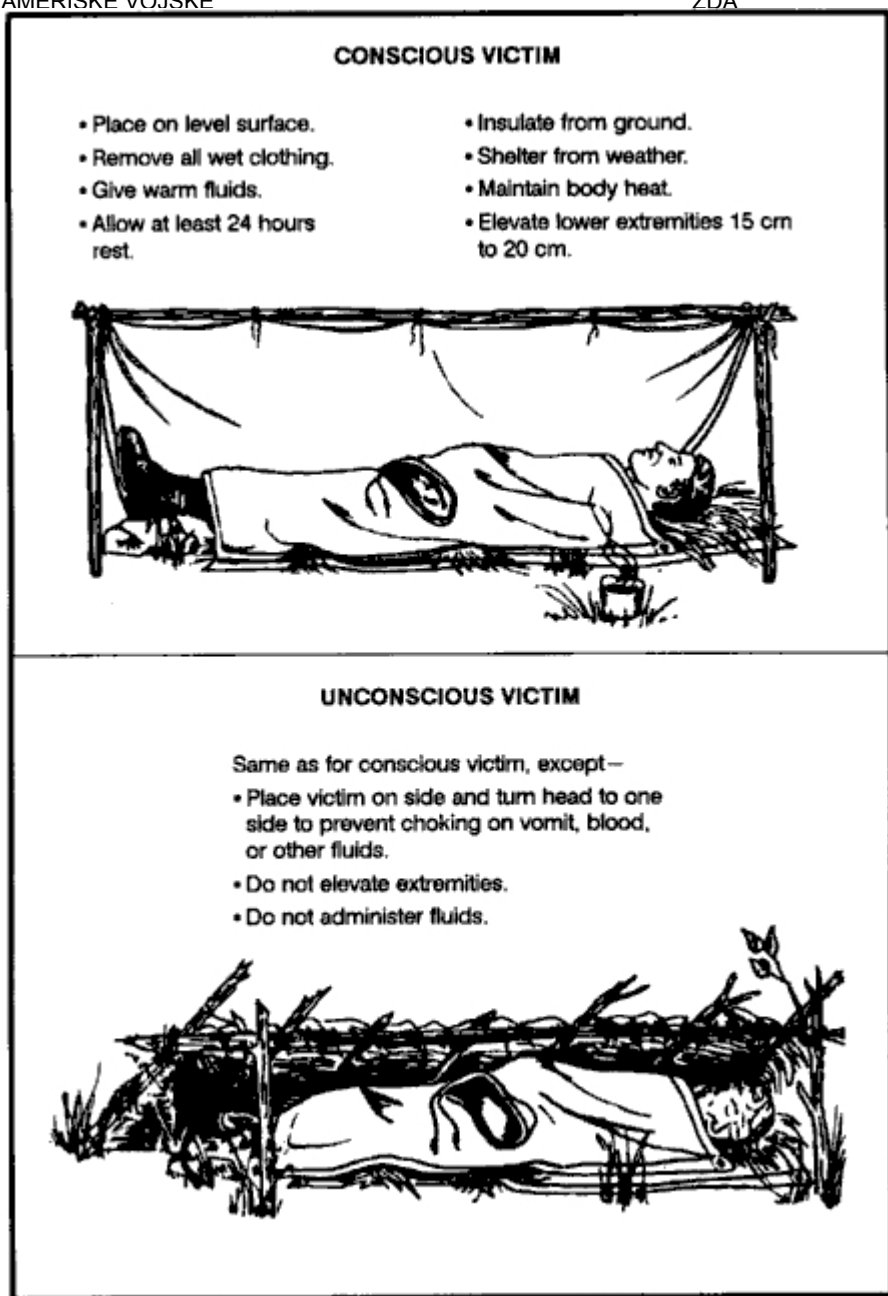 AMERIŠKE VOJSKE ZDA
CONSCIOUS VICTIM
• Place on level surface.
• Remove all wet clothing.
• Give warm fluids.
• Allow at least 24 hours
rest.
• Insulate from ground.
• Shelter from weather.
• Maintain body heat.
• Elevate lower extremities 15 cm
to 20 cm.
UNCONSCIOUS VICTIM
Same as for conscious victim, except—
• Place victim on side and turn head to one
side to prevent choking on vomit, blood,
or other fluids.
• Do not elevate extremities.
• Do not administer fluids.